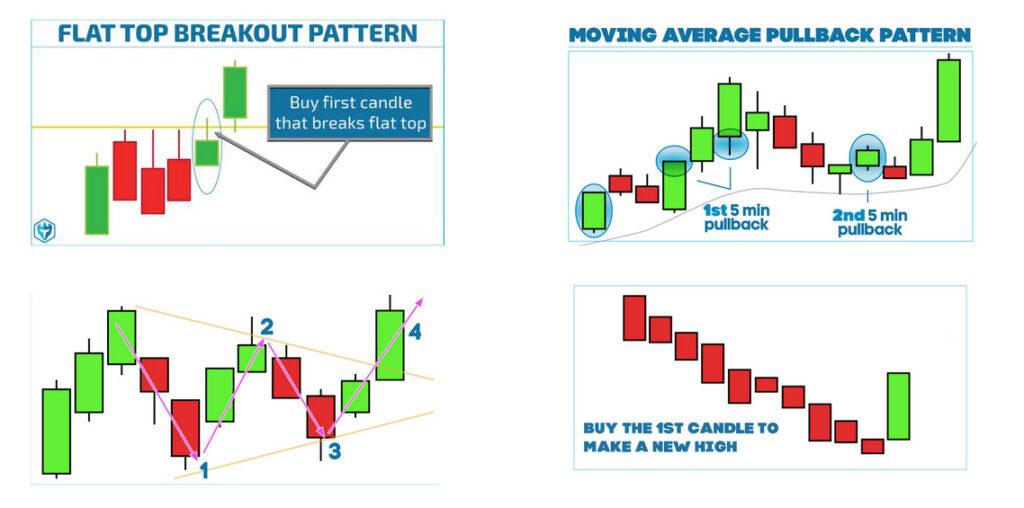 FLAT TOP BREAKOUT PATTERN
Buy first candle
that breaks flat top
MOVING AVERAGE PULLBACK PATTERN
1st 5 min
pullback
2nd 5 min
pullback
1
2
3
4
BUY THE 1ST CANDLE TO
MAKE A NEW HIGH